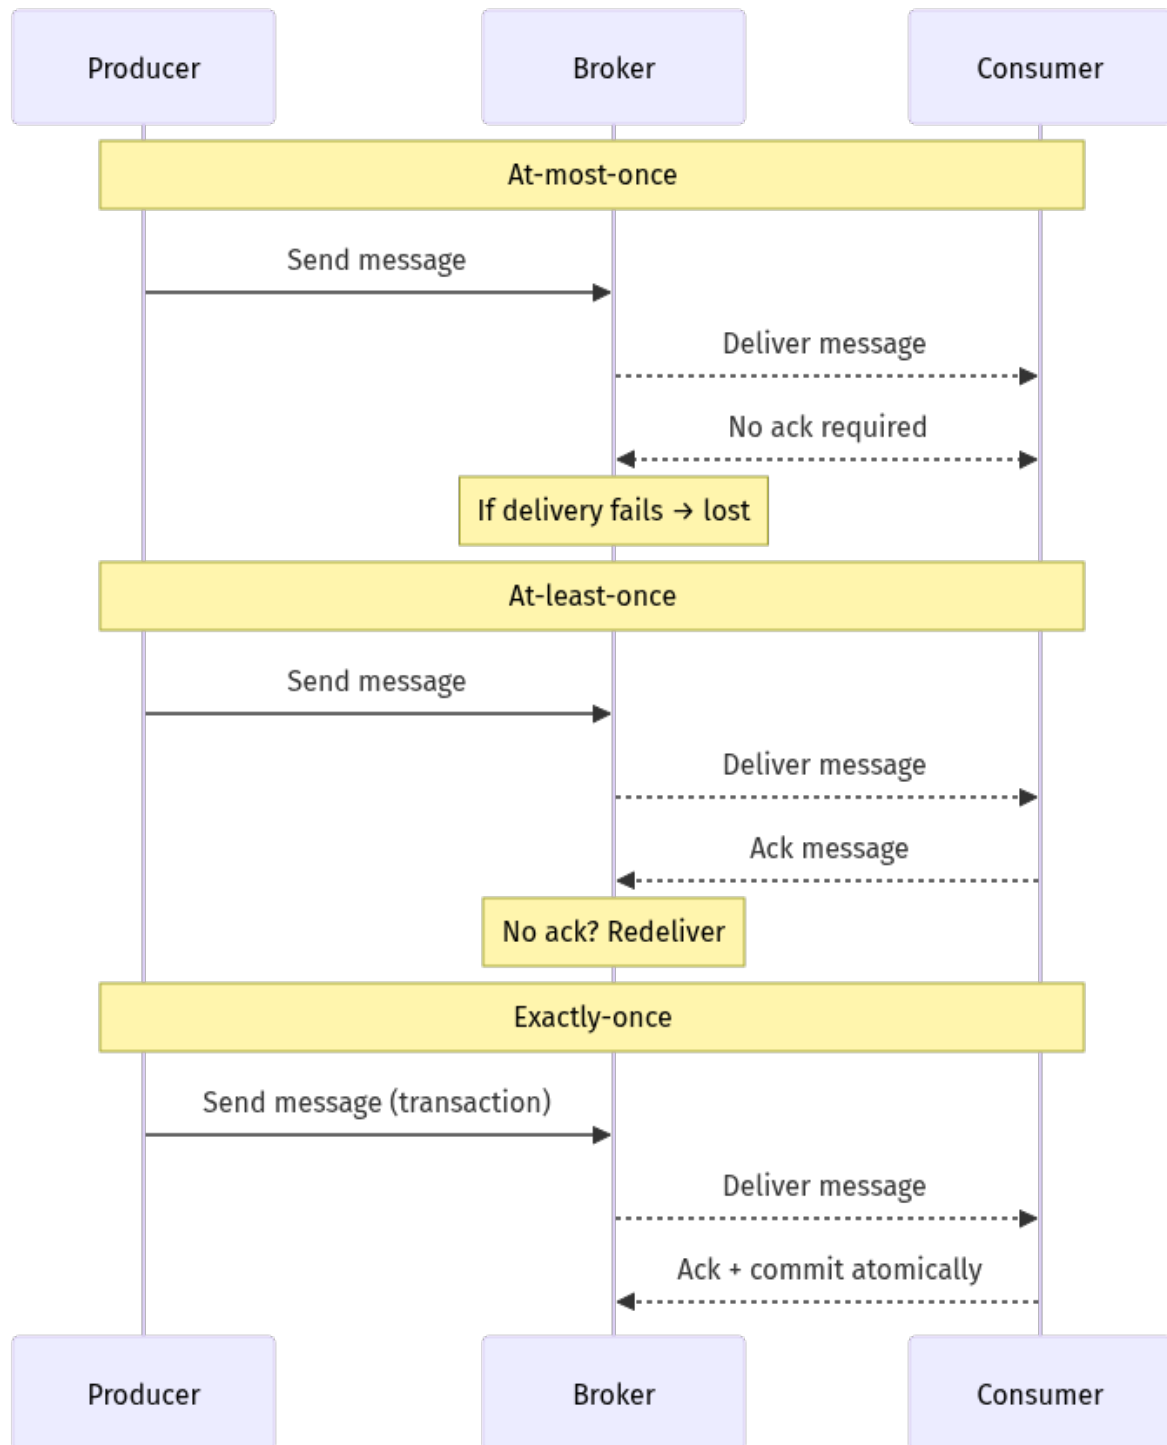 Producer
Broker
Consumer
At-most-once
Send message
Deliver message
No ack required
If delivery fails → lost
At-least-once
Send message
Deliver message
Ack message
No ack? Redeliver
Exactly-once
Send message (transaction)
Deliver message
Ack + commit atomically
Producer
Broker
Consumer